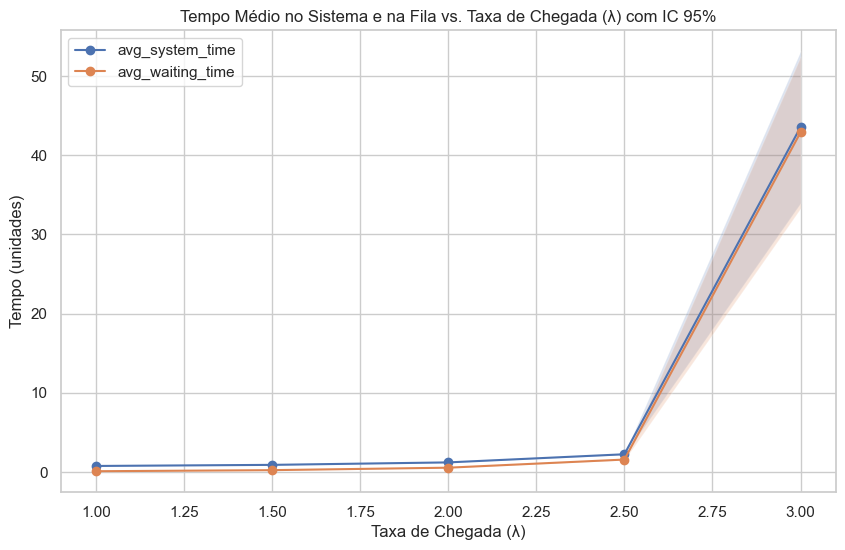 Tempo Médio no Sistema e na Fila vs. Taxa de Chegada (λ) com IC 95%
avg_system_time
avg_waiting_time
Tempo (unidades)
50
40
30
20
10
0
1.00 1.25 1.50 1.75 2.00 2.25 2.50 2.75 3.00
Taxa de Chegada (λ)